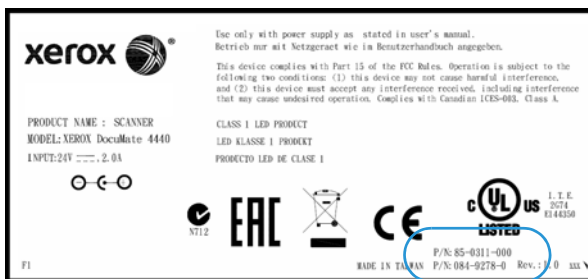 xerox
Use only with power supply as stated in user's manual.
Betrieb nur mit Netzgeraet wie im Benutzerhandbuch angegeben.
This device complies with Part 15 of the FCC Rules. Operation is subject to the
following two conditions: (1) this device may not cause harmful interference,
and (2) this device must accept any interference received, including interference
that may cause undesired operation. Complies with Canadian ICES-003. Class A.
PRODUCT NAME : SCANNER
MODEL: XEROX DocuMate 4440
INPUT:24V , 2.0A
CLASS 1 LED PRODUCT
LED KLASSE 1 PRODUKT
PRODUCTO LED DE CLASE 1
N712
EAC
CE
c UL US
LISTED
I.T.E.
2G74
E144350
P/N: 85-0311-000
MADE IN TAIWAN P/N: 084-9278-0 Rev.: 1.0 XXX
F1